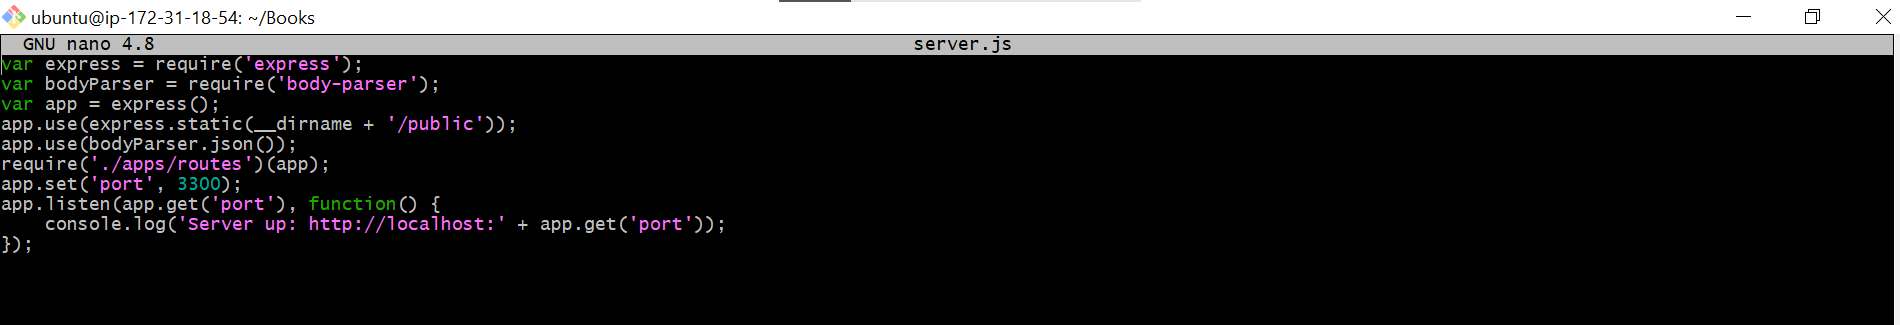 ubuntu@ip-172-31-18-54: ~/Books
GNU nano 4.8 server.js
var express = require('express');
var bodyParser = require('body-parser');
var app = express();
app.use(express.static(__dirname + '/public'));
app.use(bodyParser.json());
require('./apps/routes')(app);
app.set('port', 3300);
app.listen(app.get('port'), function() {
    console.log('Server up: http://localhost:' + app.get('port'));
});